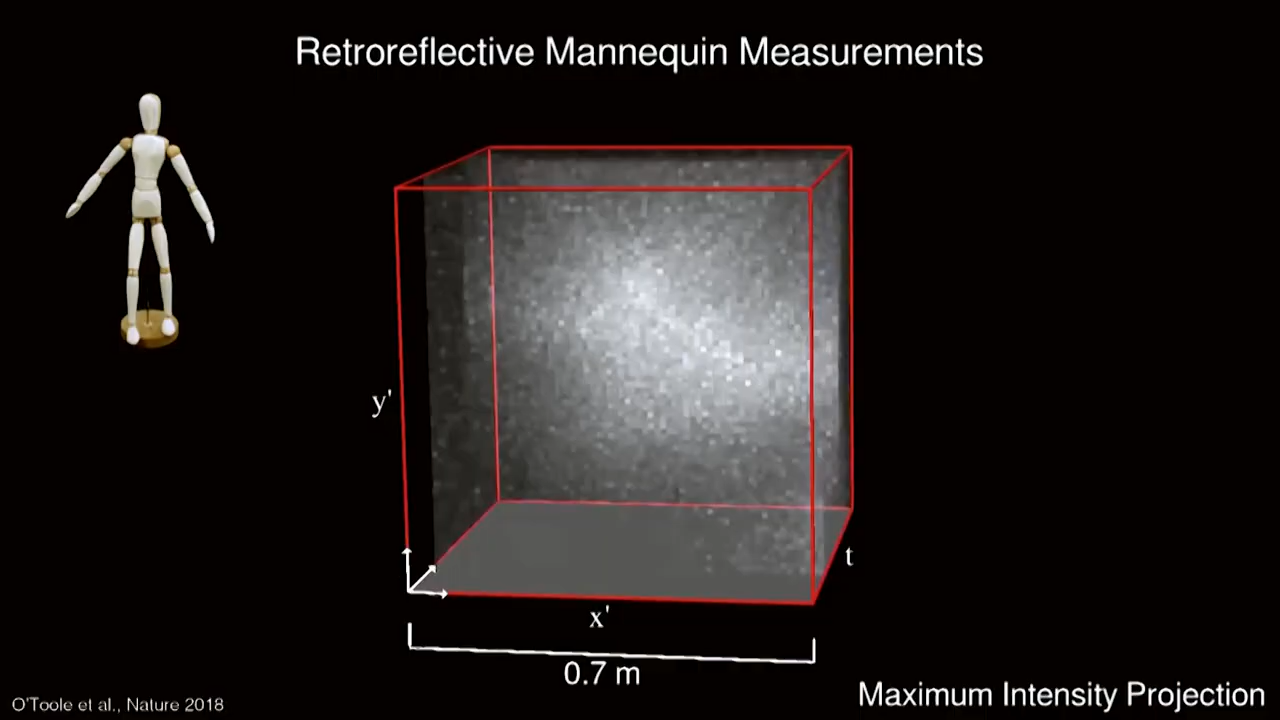 Retroreflective Mannequin Measurements
y'
t
x'
0.7 m
Maximum Intensity Projection
O'Toole et al., Nature 2018